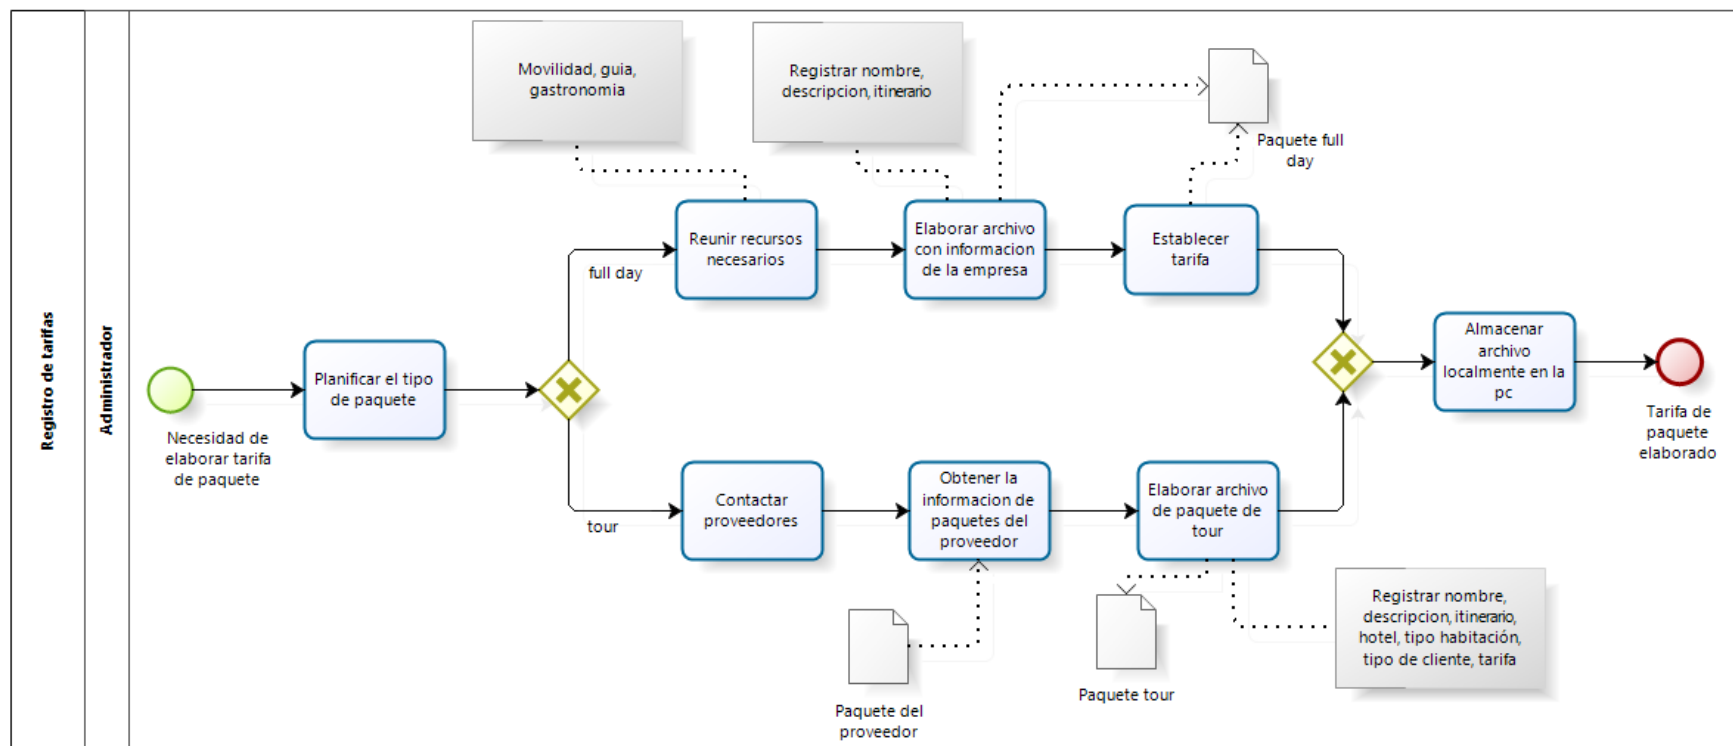 Registro de tarifas
Administrador
Necesidad de
elaborar tarifa
de paquete
Planificar el tipo
de paquete
full day
tour
Movilidad, guia,
gastronomia
Reunir recursos
necesarios
Registrar nombre,
descripcion, itinerario
Elaborar archivo
con informacion
de la empresa
Establecer
tarifa
Paquete full
day
Contactar
proveedores
Obtener la
informacion de
paquetes del
proveedor
Paquete del
proveedor
Elaborar archivo
de paquete de
tour
Paquete tour
Registrar nombre,
descripcion, itinerario,
hotel, tipo habitación,
tipo de cliente, tarifa
Almacenar
archivo
localmente en la
pc
Tarifa de
paquete
elaborado